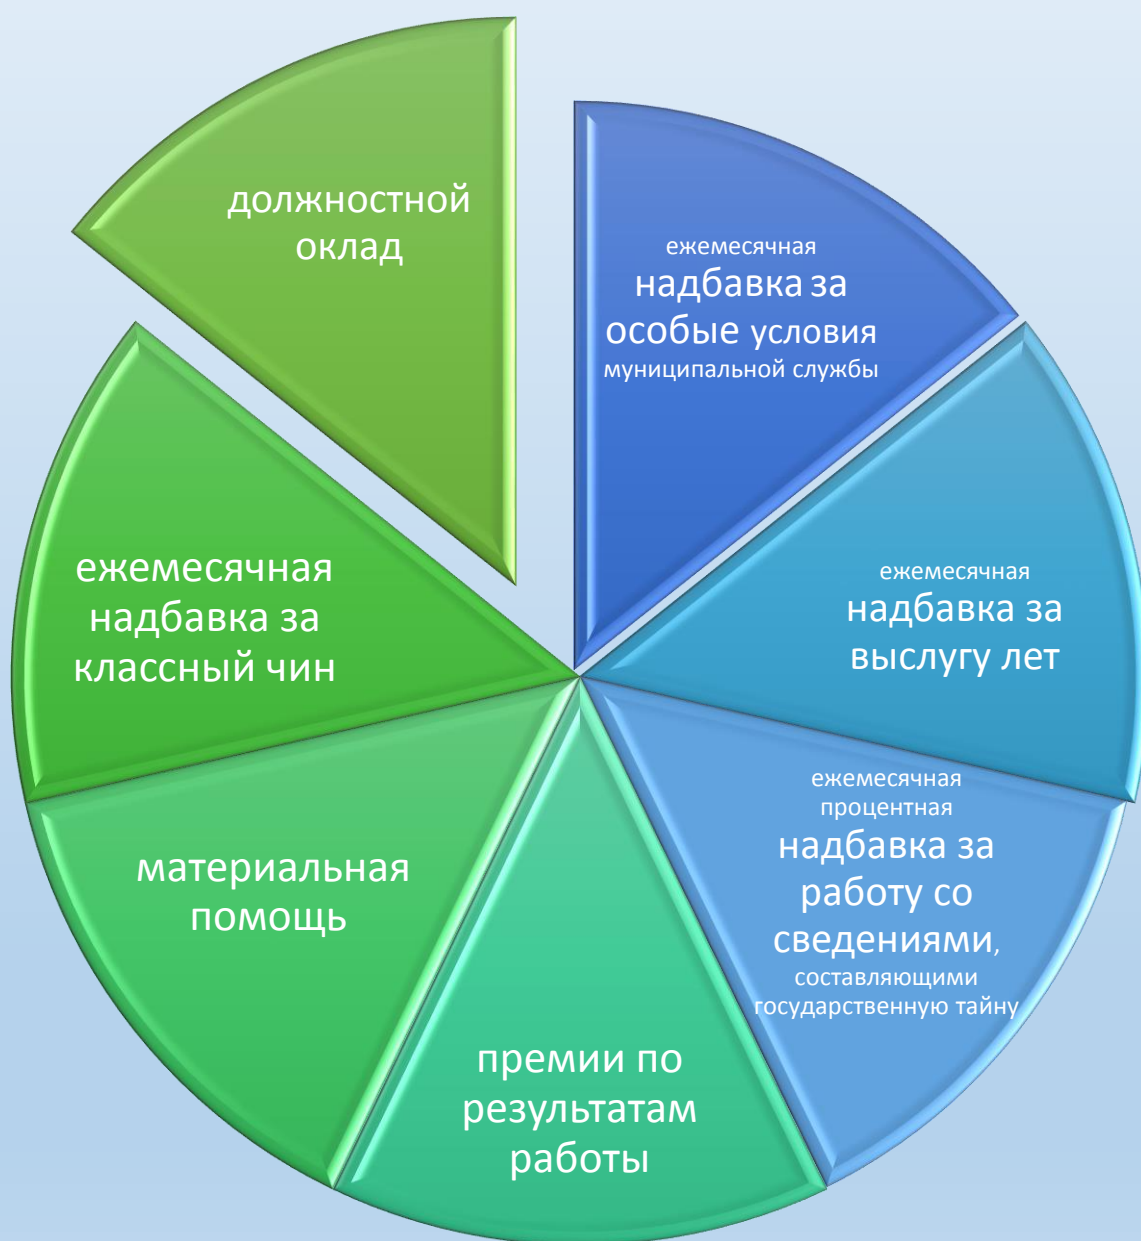 должностной
оклад
ежемесячная
надбавка за
особые условия
муниципальной службы
ежемесячная
надбавка за
выслугу лет
ежемесячная
процентная
надбавка за
работу со
сведениями,
составляющими
государственную тайну
премии по
результатам
работы
материальная
помощь
ежемесячная
надбавка за
классный чин